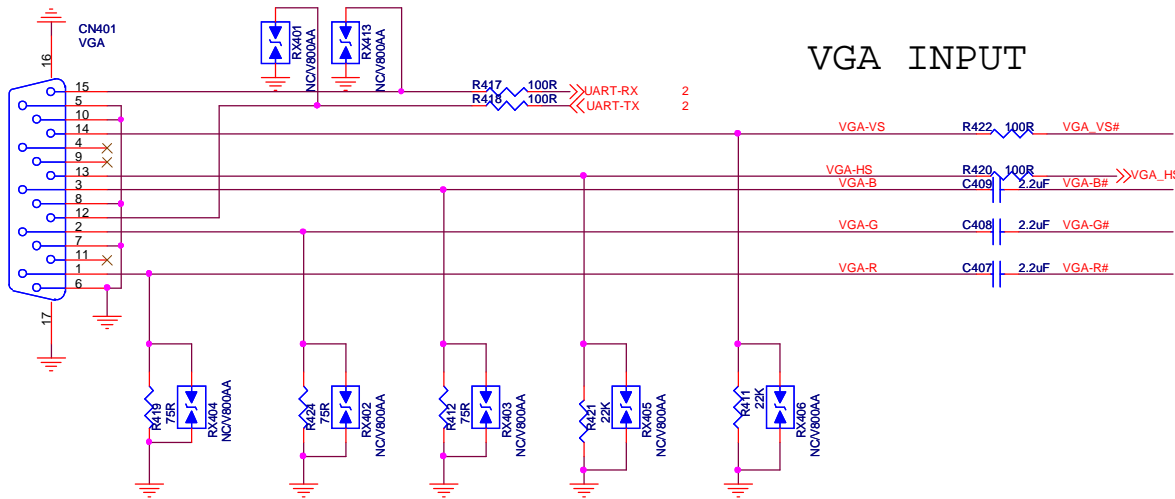 VGA INPUT
CN401
VGA
16
15
5
10
14
4
9
13
3
8
12
2
7
11
1
6
17
RX401
NC/V800AA
RX413
NC/V800AA
R417 100R UART-RX 2
R418 100R UART-TX 2
VGA-VS R422 100R VGA_VS#
VGA-HS R420 100R VGA_HS
VGA-B C409 2.2uF VGA-B#
VGA-G C408 2.2uF VGA-G#
VGA-R C407 2.2uF VGA-R#
R419
75R
RX404
NC/V800AA
R424
75R
RX402
NC/V800AA
R412
75R
RX403
NC/V800AA
R421
22K
RX405
NC/V800AA
R411
22K
RX406
NC/V800AA